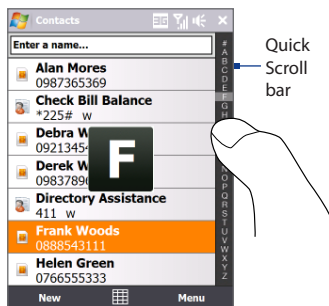 Contacts
Enter a name...
Quick
Scroll
bar
Alan Mores
0987365369
Check Bill Balance
*225# w
Debra W
0921345
F
Derek W
0983789
Directory Assistance
411 w
Frank Woods
0888543111
Helen Green
0766555333
#
A
B
C
D
E
F
G
H
N
O
P
Q
R
S
T
U
V
W
X
Y
Z
New
Menu